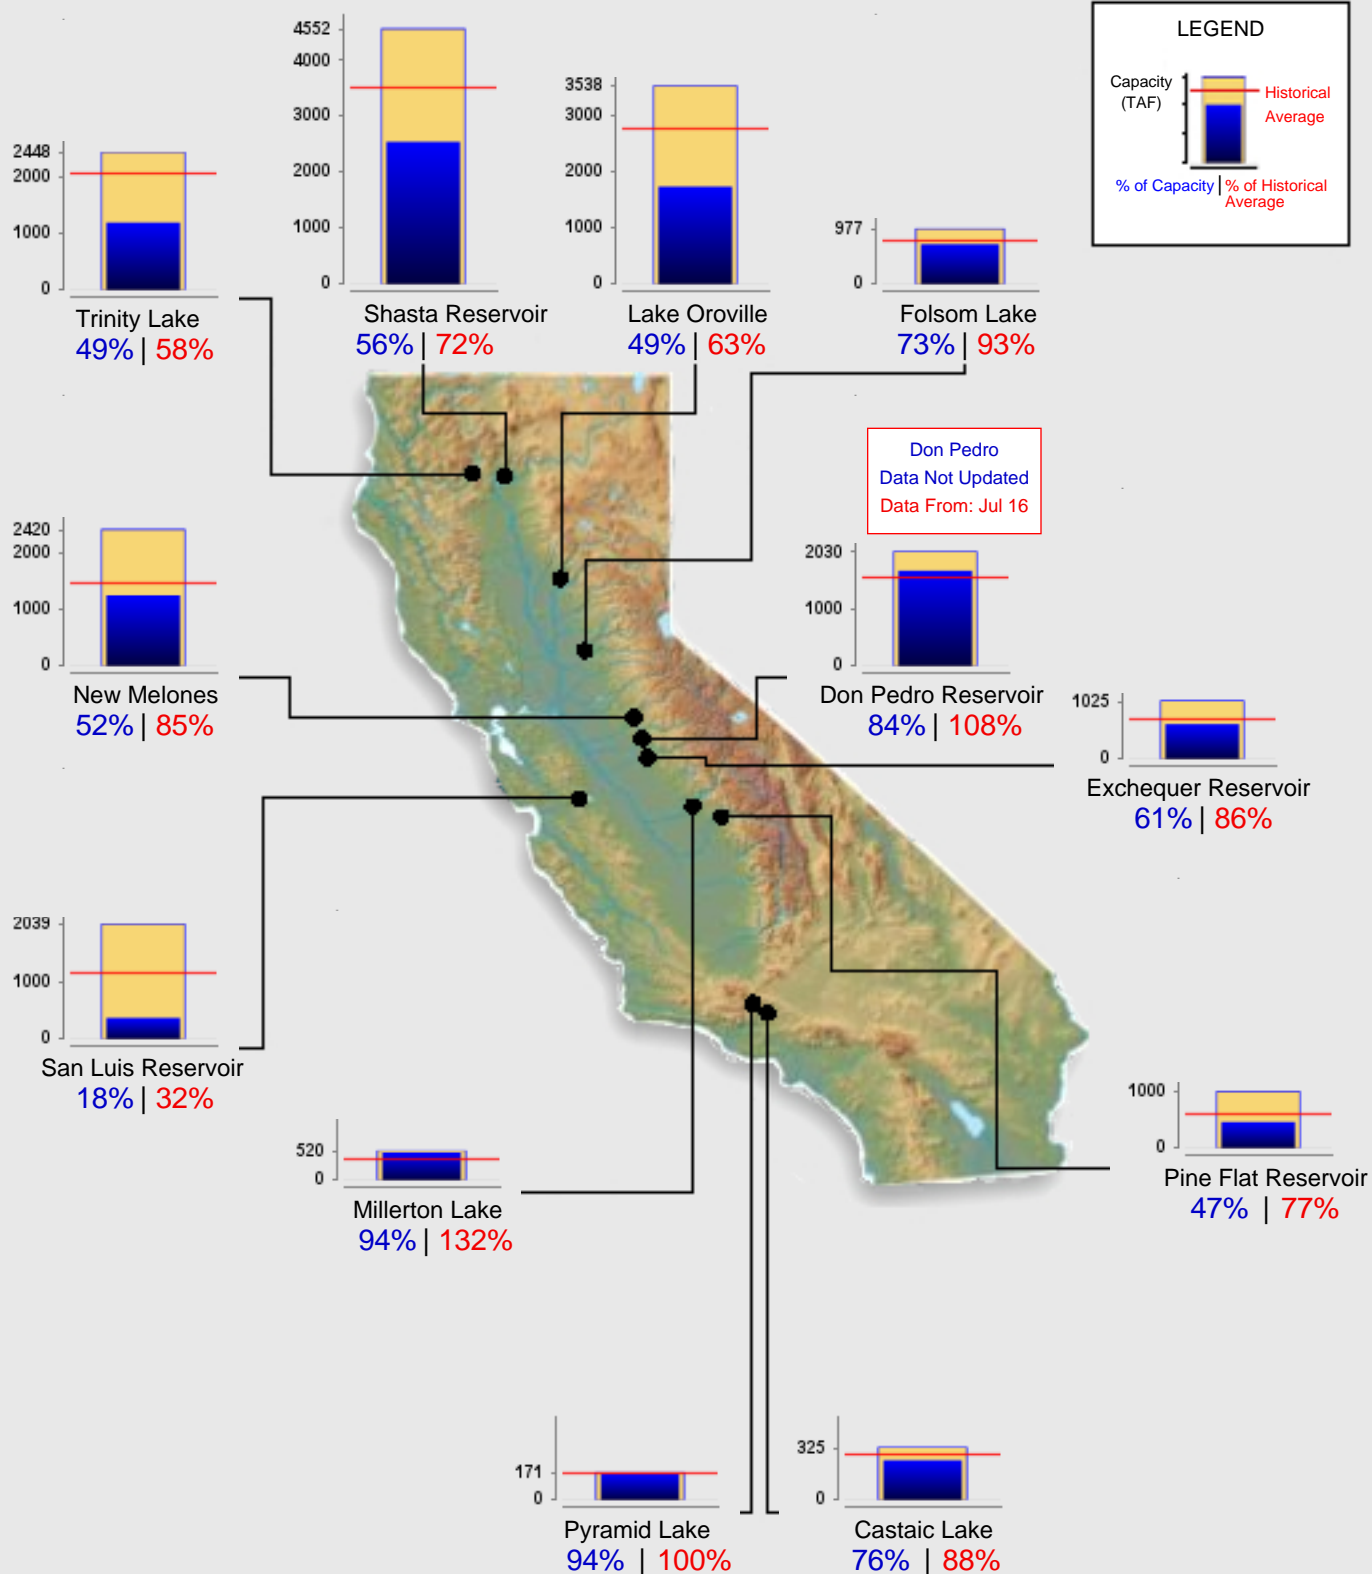 LEGEND
Capacity
(TAF)
Historical
Average
% of Capacity | % of Historical
Average
4552
4000
3000
2000
1000
0
Shasta Reservoir
56% | 72%
3538
3000
2000
1000
0
Lake Oroville
49% | 63%
2448
2000
1000
0
Trinity Lake
49% | 58%
977
0
Folsom Lake
73% | 93%
Don Pedro
Data Not Updated
Data From: Jul 16
2420
2000
1000
0
New Melones
52% | 85%
2030
1000
0
Don Pedro Reservoir
84% | 108%
1025
0
Exchequer Reservoir
61% | 86%
2039
1000
0
San Luis Reservoir
18% | 32%
520
0
Millerton Lake
94% | 132%
1000
0
Pine Flat Reservoir
47% | 77%
171
0
Pyramid Lake
94% | 100%
325
0
Castaic Lake
76% | 88%